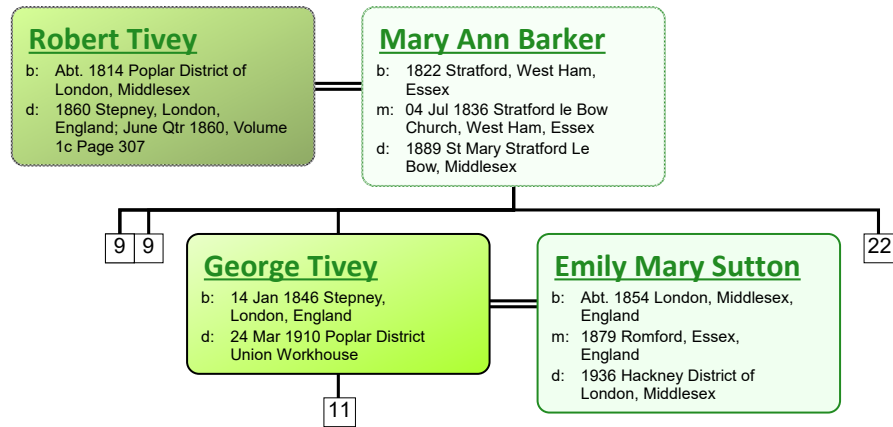 Robert Tivey
b: Abt. 1814 Poplar District of
London, Middlesex
d: 1860 Stepney, London,
England; June Qtr 1860, Volume
1c Page 307
Mary Ann Barker
b: 1822 Stratford, West Ham,
Essex
m: 04 Jul 1836 Stratford le Bow
Church, West Ham, Essex
d: 1889 St Mary Stratford Le
Bow, Middlesex
9 9 22
George Tivey
b: 14 Jan 1846 Stepney,
London, England
d: 24 Mar 1910 Poplar District
Union Workhouse
Emily Mary Sutton
b: Abt. 1854 London, Middlesex,
England
m: 1879 Romford, Essex,
England
d: 1936 Hackney District of
London, Middlesex
11